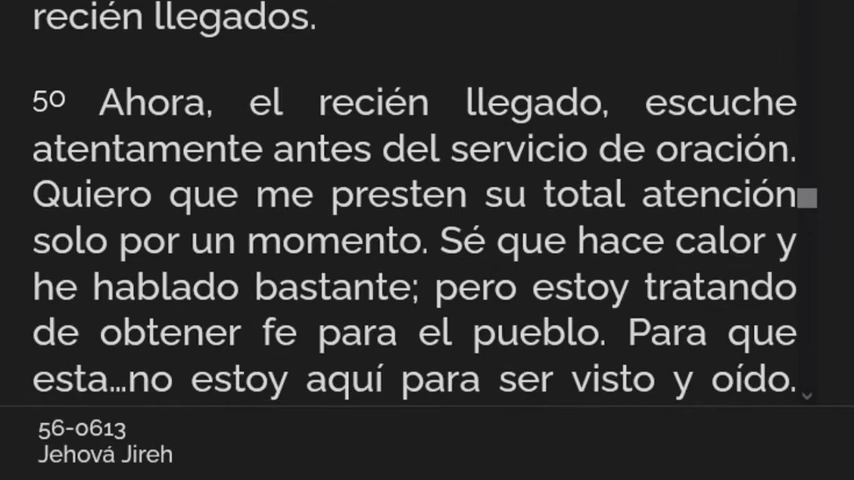 recién llegados.
50 Ahora, el recién llegado, escuche
atentamente antes del servicio de oración.
Quiero que me presten su total atención
solo por un momento. Sé que hace calor y
he hablado bastante; pero estoy tratando
de obtener fe para el pueblo. Para que
esta...no estoy aquí para ser visto y oído.
56-0613
Jehová Jireh